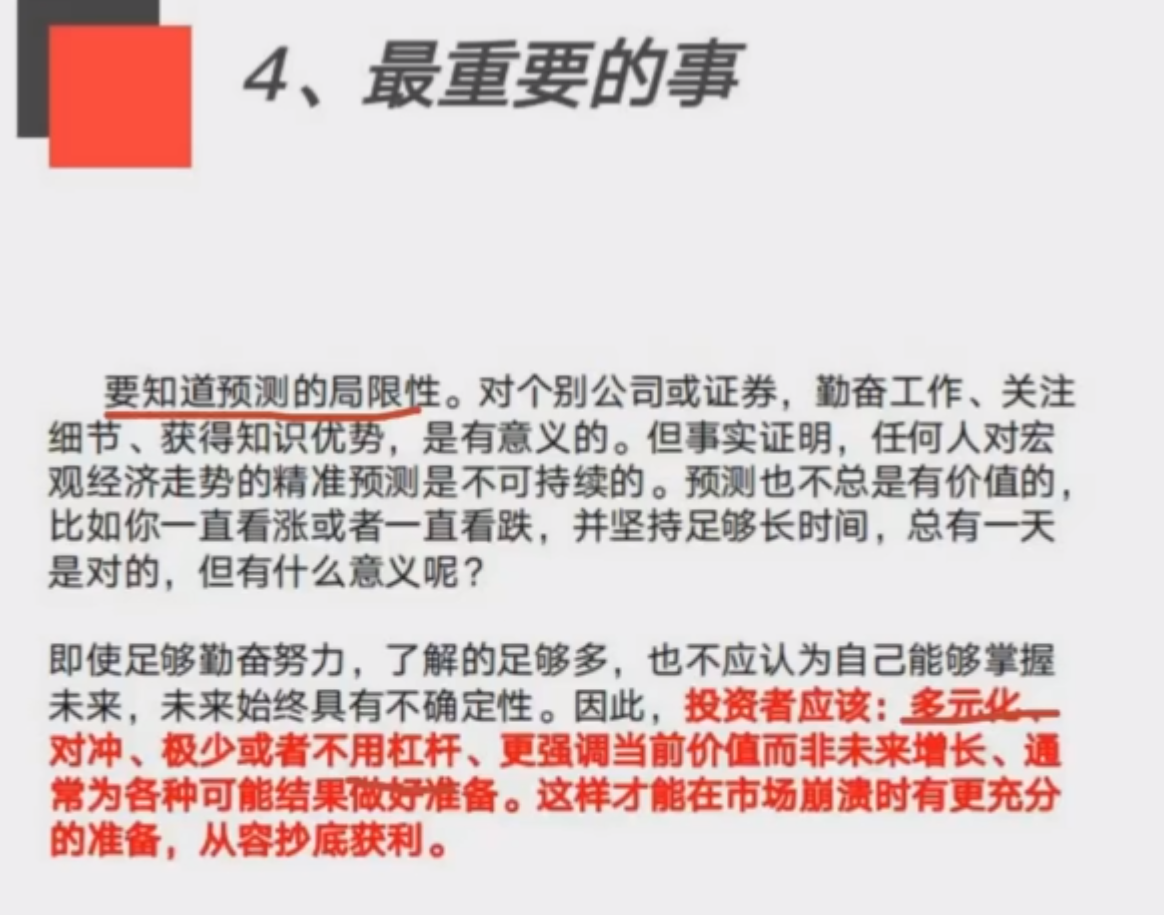 4、最重要的事
要知道预测的局限性。对个别公司或证券，勤奋工作、关注
细节、获得知识优势，是有意义的。但事实证明，任何人对宏
观经济走势的精准预测是不可持续的。预测也不总是有价值的，
比如你一直看涨或者一直看跌，并坚持足够长时间，总有一天
是对的，但有什么意义呢？
即使足够勤奋努力，了解的足够多，也不应认为自己能够掌握
未来，未来始终具有不确定性。因此，投资者应该：多元化、
对冲、极少或者不用杠杆、更强调当前价值而非未来增长、通
常为各种可能结果做好准备。这样才能在市场崩溃时有更充分
的准备，从容抄底获利。